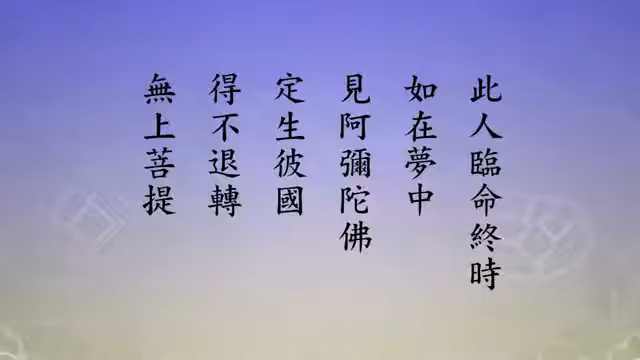 此人臨命終時
如在夢中
見阿彌陀佛
定生彼國
得不退轉
無上菩提